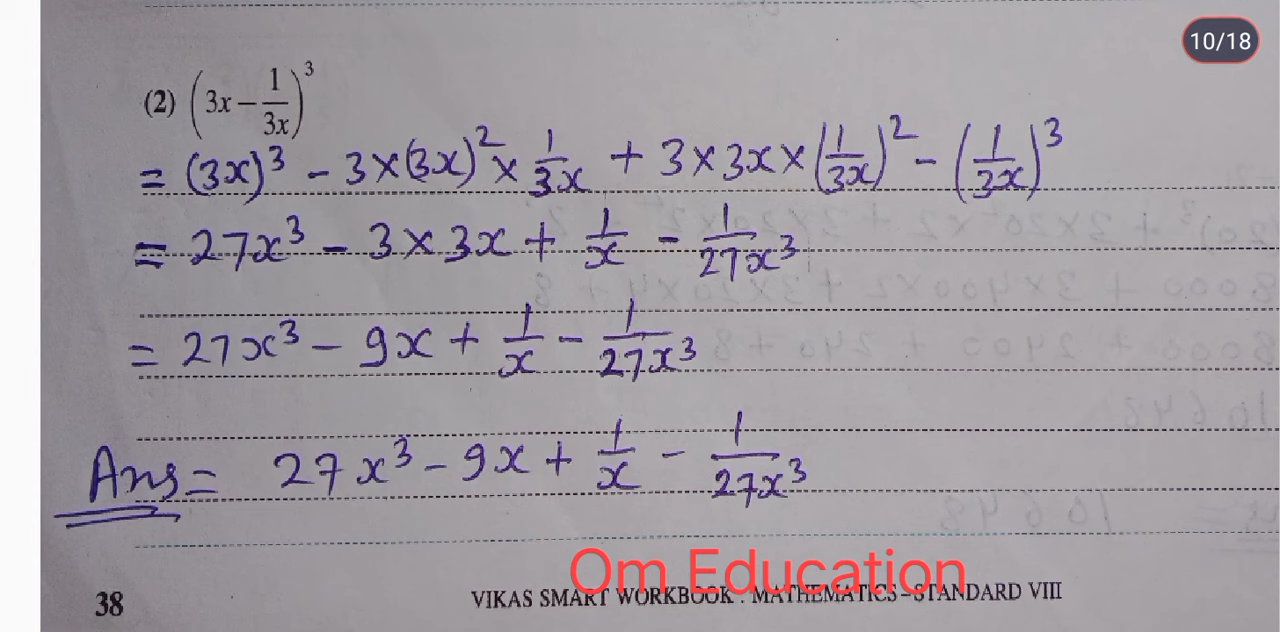 10/18
(2) (3x − 1/3x)³
= (3x)³ − 3 × (3x)² × 1/3x + 3 × 3x × (1/3x)² − (1/3x)³
= 27x³ − 3 × 3x + 1/x − 1/27x³
= 27x³ − 9x + 1/x − 1/27x³
Ans = 27x³ − 9x + 1/x − 1/27x³
Om Education
38 VIKAS SMART WORKBOOK : MATHEMATICS–STANDARD VIII